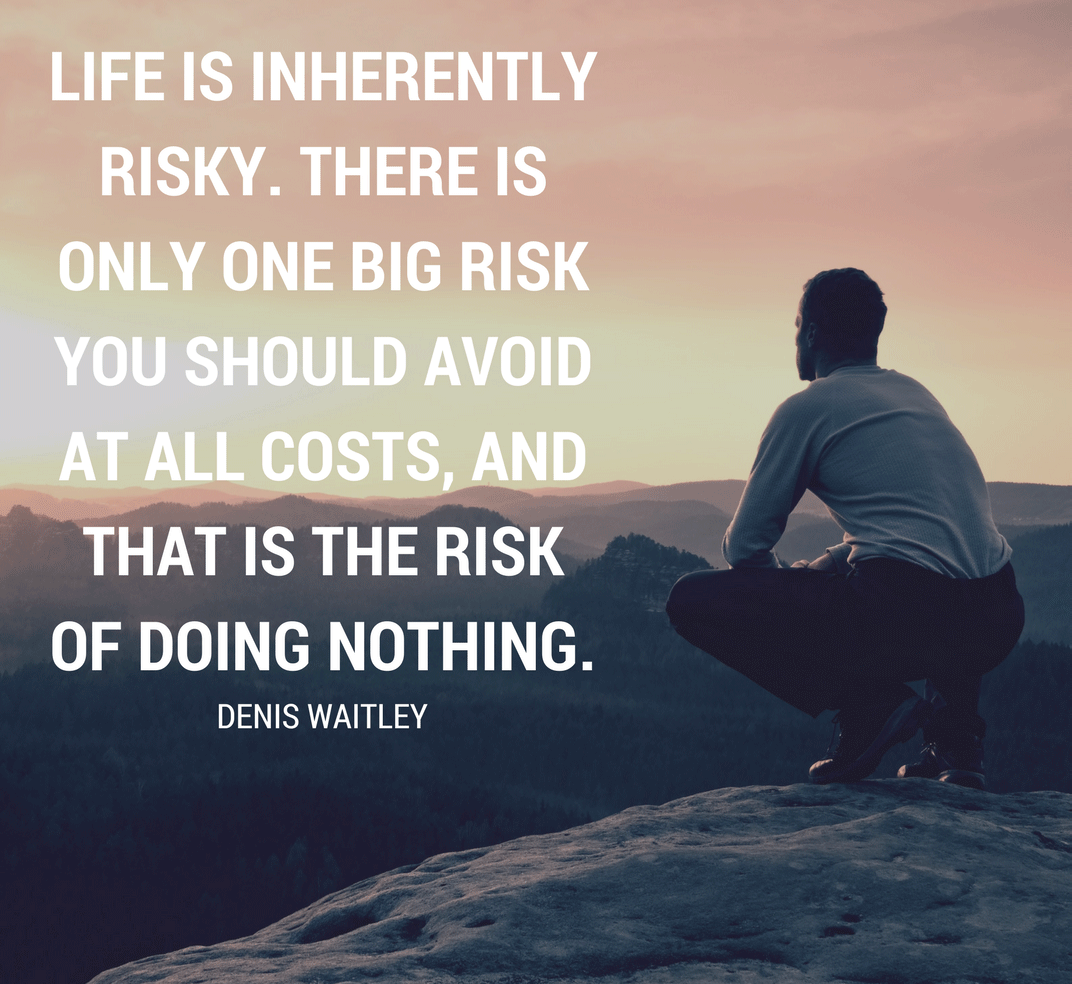 LIFE IS INHERENTLY
RISKY. THERE IS
ONLY ONE BIG RISK
YOU SHOULD AVOID
AT ALL COSTS, AND
THAT IS THE RISK
OF DOING NOTHING.
DENIS WAITLEY